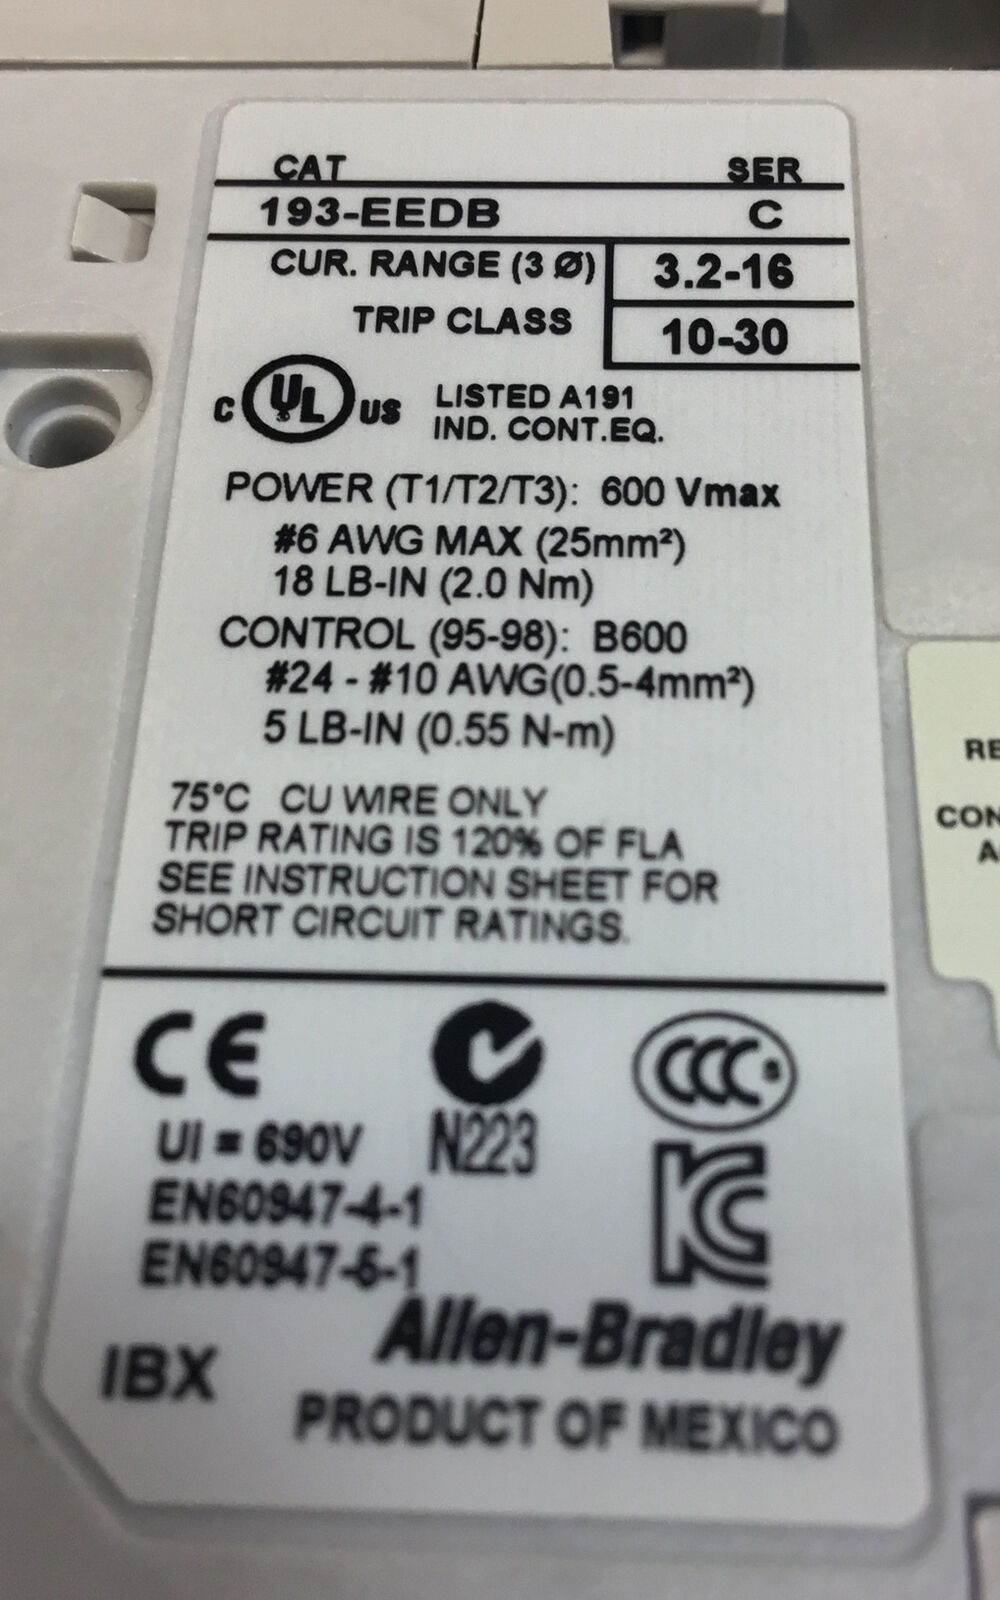 CAT SER
193-EEDB C
CUR. RANGE (3 Ø) 3.2-16
TRIP CLASS 10-30
C UL US LISTED A191
IND. CONT.EQ.
POWER (T1/T2/T3): 600 Vmax
#6 AWG MAX (25mm²)
18 LB-IN (2.0 Nm)
CONTROL (95-98): B600
#24 - #10 AWG(0.5-4mm²)
5 LB-IN (0.55 N-m)
75°C CU WIRE ONLY
TRIP RATING IS 120% OF FLA
SEE INSTRUCTION SHEET FOR
SHORT CIRCUIT RATINGS.
CE CCC S
UI = 690V N223
EN60947-4-1 KC
EN60947-5-1
Allen-Bradley
IBX
PRODUCT OF MEXICO
RE
CON
A